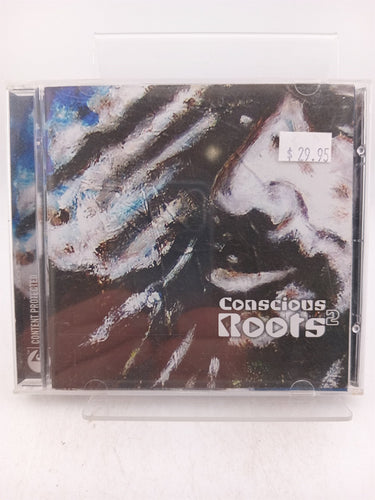 $ 29.95
Conscious
Roots 2
CONTENT PROTECTED